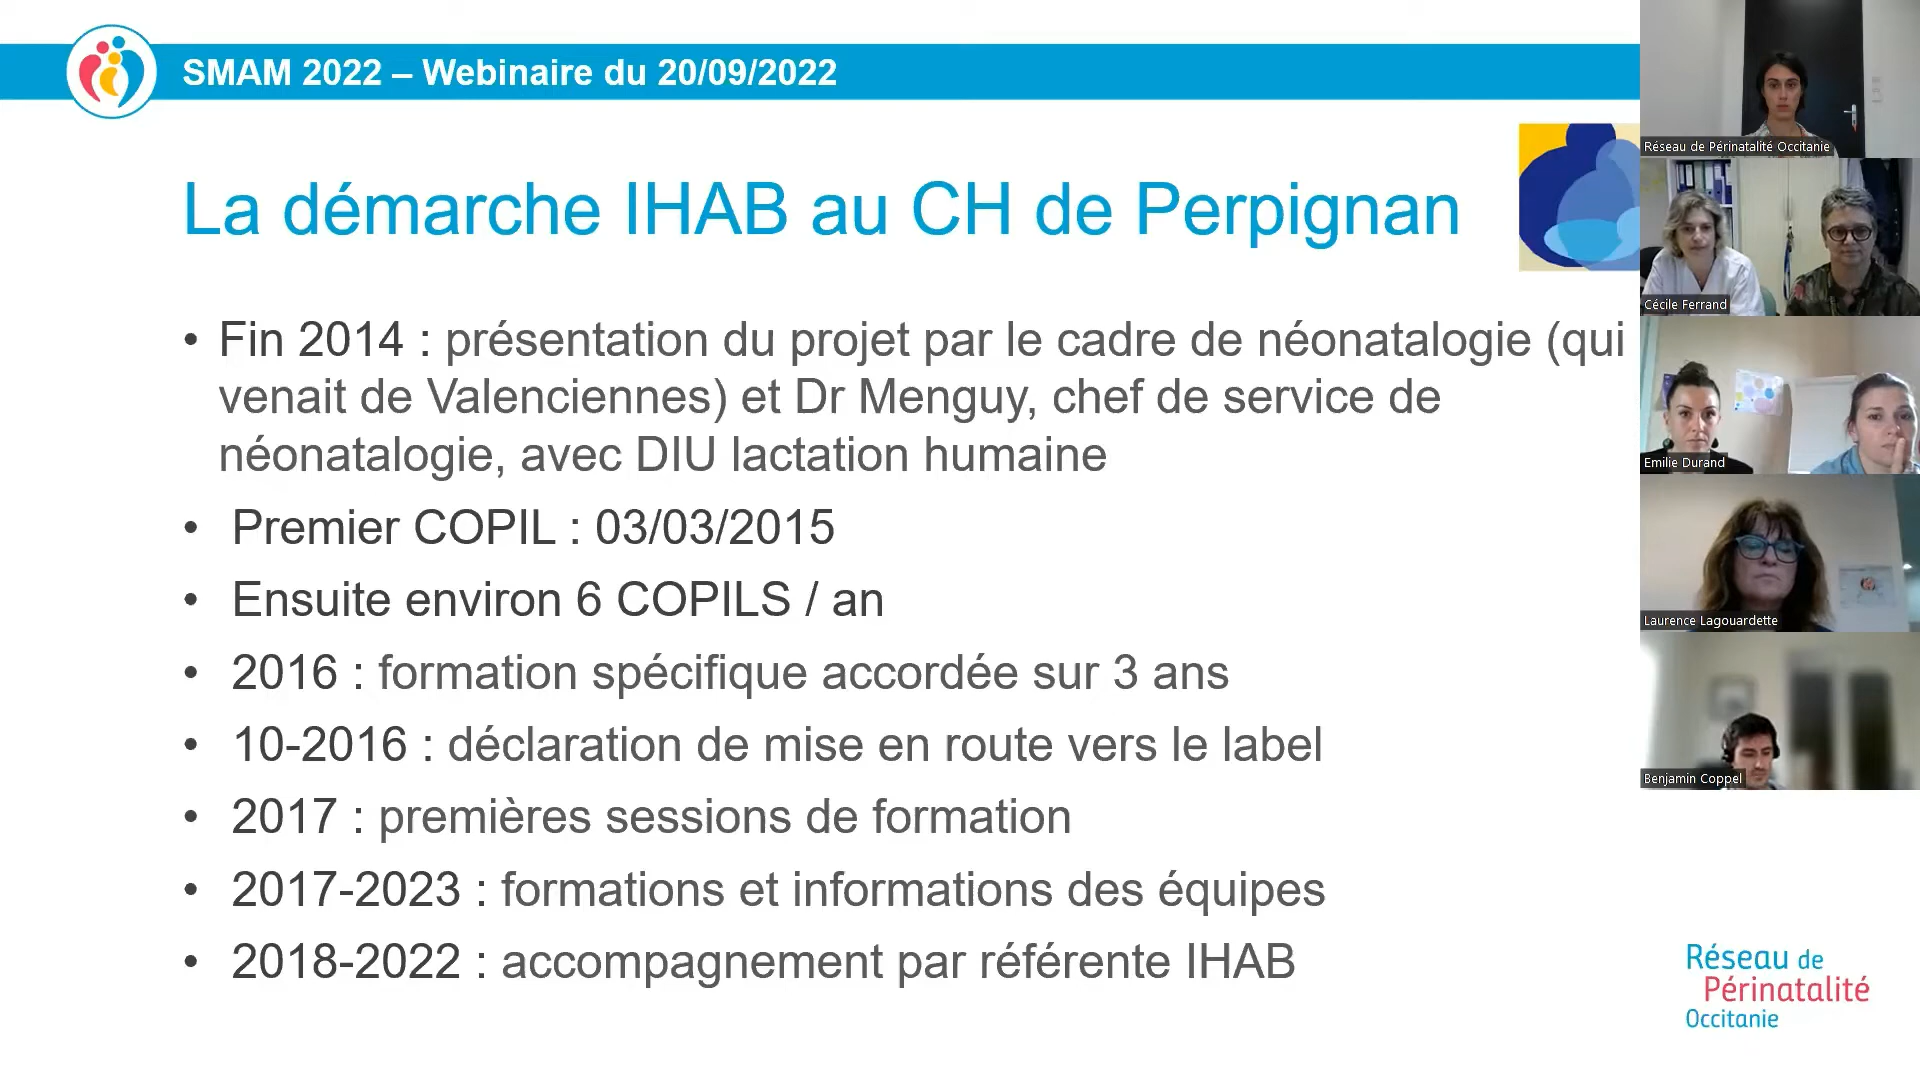 SMAM 2022 – Webinaire du 20/09/2022
La démarche IHAB au CH de Perpignan
• Fin 2014 : présentation du projet par le cadre de néonatalogie (qui
venait de Valenciennes) et Dr Menguy, chef de service de
néonatalogie, avec DIU lactation humaine
• Premier COPIL : 03/03/2015
• Ensuite environ 6 COPILS / an
• 2016 : formation spécifique accordée sur 3 ans
• 10-2016 : déclaration de mise en route vers le label
• 2017 : premières sessions de formation
• 2017-2023 : formations et informations des équipes
• 2018-2022 : accompagnement par référente IHAB
Réseau de Périnatalité Occitanie
Cécile Ferrand
Emilie Durand
Laurence Lagouardette
Benjamin Coppel
Réseau de
Périnatalité
Occitanie